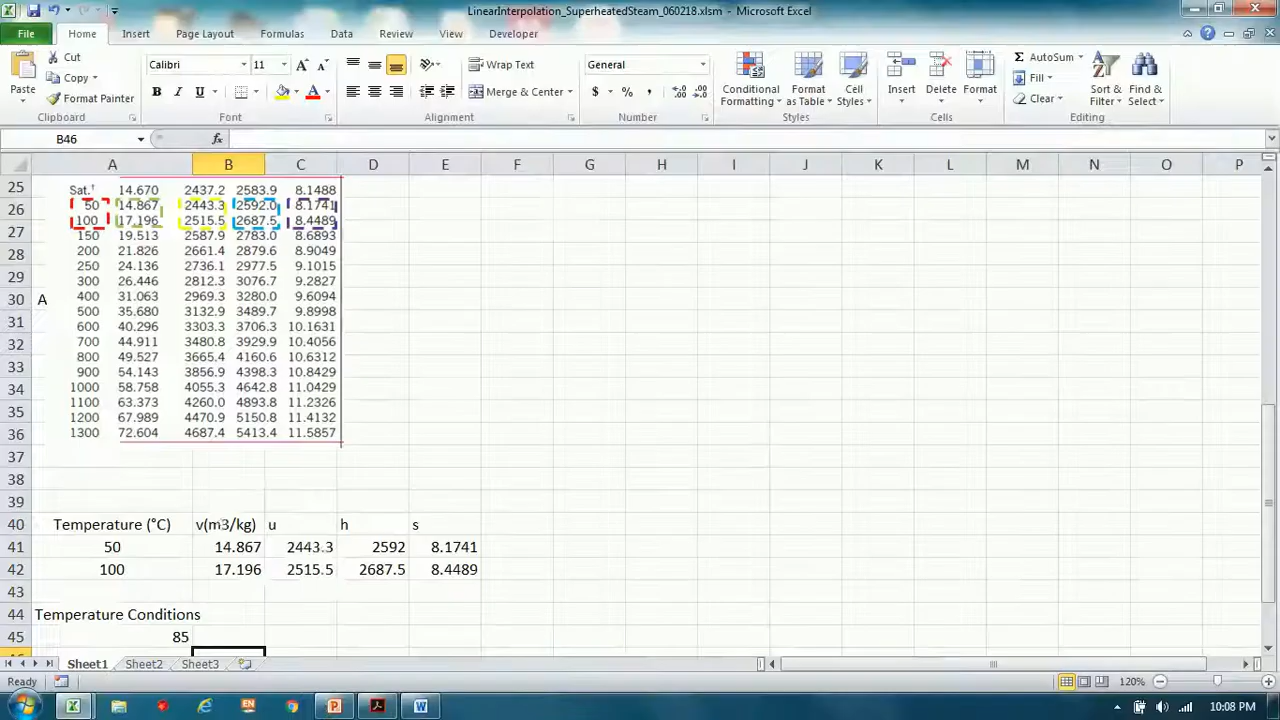 LinearInterpolation_SuperheatedSteam_060218.xlsm - Microsoft Excel
File Home Insert Page Layout Formulas Data Review View Developer
Paste
Cut
Copy
Format Painter
Clipboard
Calibri 11
B I U
Font
Wrap Text
Merge & Center
Alignment
General
$ % ,
Number
Conditional Formatting
Format as Table
Cell Styles
Styles
Insert
Delete
Format
Cells
AutoSum
Fill
Clear
Sort & Filter
Find & Select
Editing
B46 fx
A B C D E F G H I J K L M N O P
25 Sat.† 14.670 2437.2 2583.9 8.1488
26 50 14.867 2443.3 2592.0 8.1741
100 17.196 2515.5 2687.5 8.4489
27 150 19.513 2587.9 2783.0 8.6893
28 200 21.826 2661.4 2879.6 8.9049
250 24.136 2736.1 2977.5 9.1015
29 300 26.446 2812.3 3076.7 9.2827
30 A 400 31.063 2969.3 3280.0 9.6094
31 500 35.680 3132.9 3489.7 9.8998
600 40.296 3303.3 3706.3 10.1631
32 700 44.911 3480.8 3929.9 10.4056
33 800 49.527 3665.4 4160.6 10.6312
900 54.143 3856.9 4398.3 10.8429
34 1000 58.758 4055.3 4642.8 11.0429
35 1100 63.373 4260.0 4893.8 11.2326
1200 67.989 4470.9 5150.8 11.4132
36 1300 72.604 4687.4 5413.4 11.5857
37
38
39
40 Temperature (°C) v(m3/kg) u h s
41 50 14.867 2443.3 2592 8.1741
42 100 17.196 2515.5 2687.5 8.4489
43
44 Temperature Conditions
45 85
Sheet1 Sheet2 Sheet3
Ready 120%
EN 10:08 PM